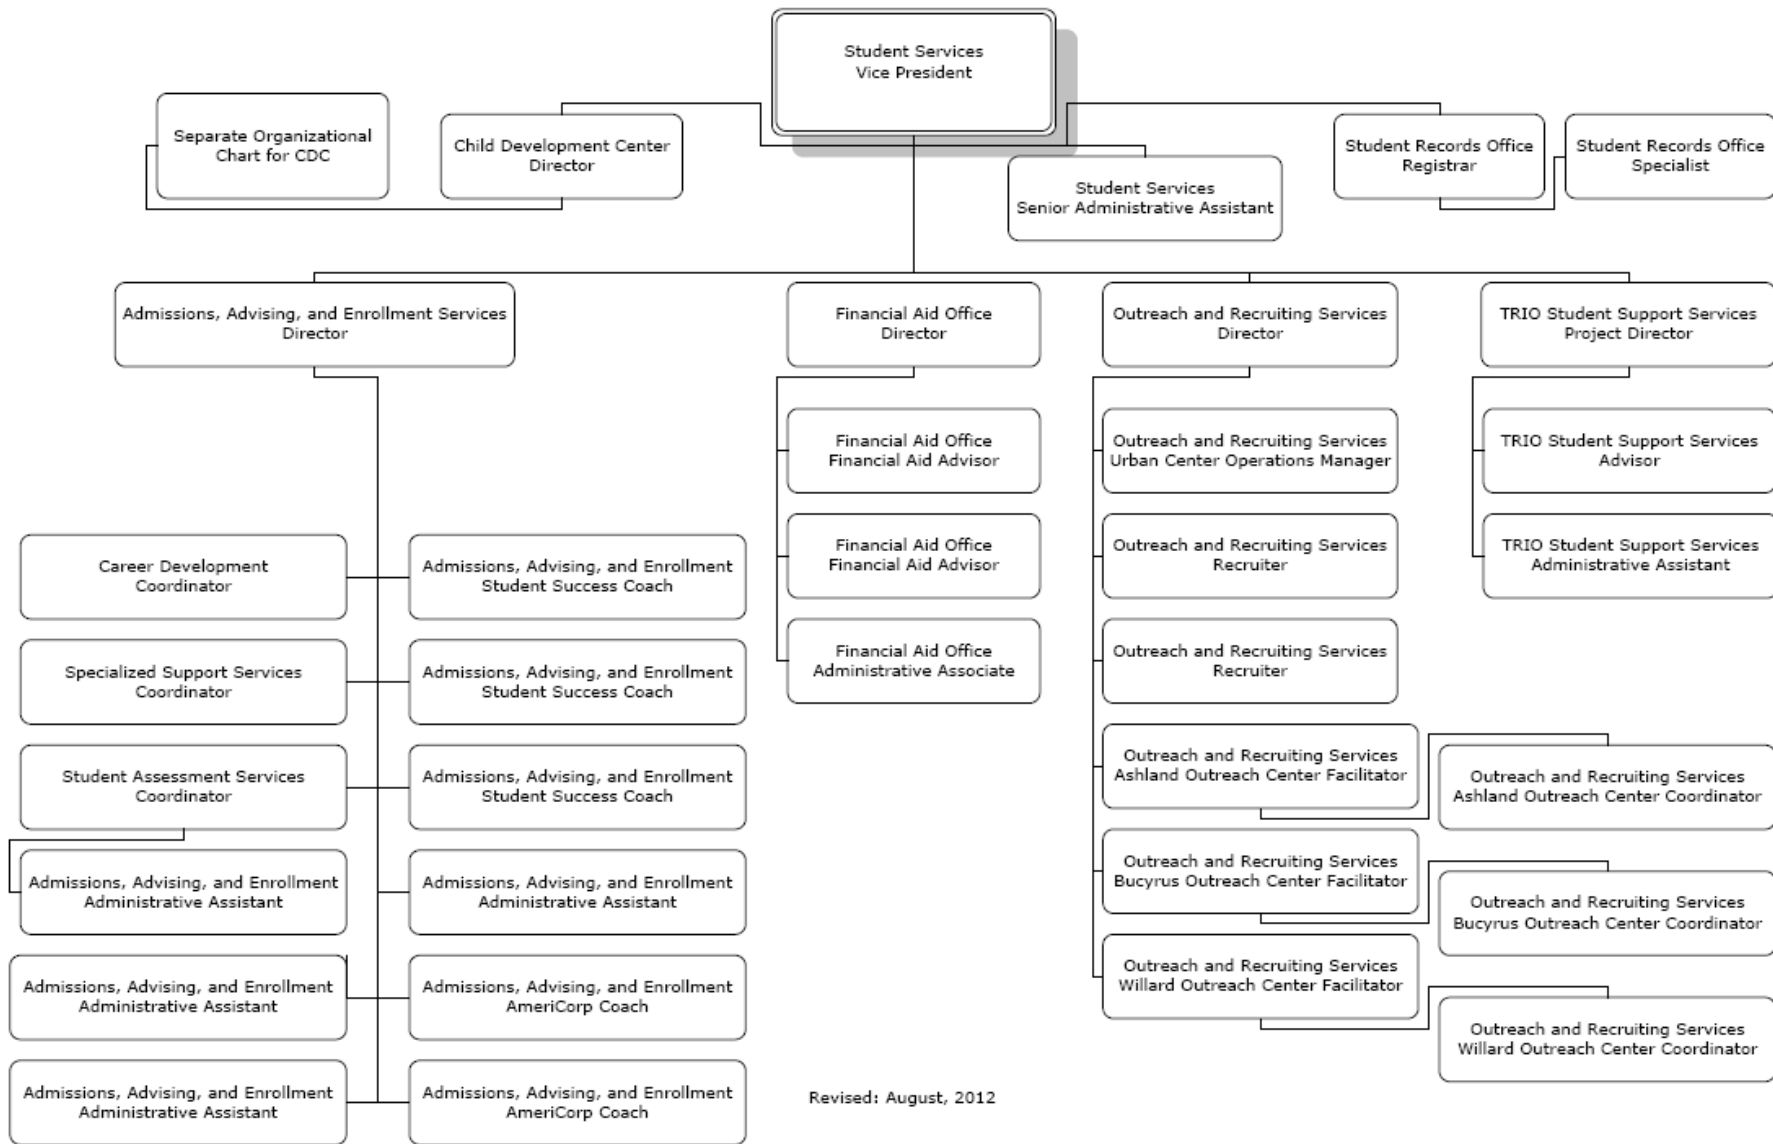 Student Services
Vice President
Separate Organizational
Chart for CDC
Child Development Center
Director
Student Services
Senior Administrative Assistant
Student Records Office
Registrar
Student Records Office
Specialist
Admissions, Advising, and Enrollment Services
Director
Financial Aid Office
Director
Outreach and Recruiting Services
Director
TRIO Student Support Services
Project Director
Career Development
Coordinator
Admissions, Advising, and Enrollment
Student Success Coach
Specialized Support Services
Coordinator
Admissions, Advising, and Enrollment
Student Success Coach
Student Assessment Services
Coordinator
Admissions, Advising, and Enrollment
Student Success Coach
Admissions, Advising, and Enrollment
Administrative Assistant
Admissions, Advising, and Enrollment
Administrative Assistant
Admissions, Advising, and Enrollment
Administrative Assistant
Admissions, Advising, and Enrollment
AmeriCorp Coach
Admissions, Advising, and Enrollment
Administrative Assistant
Admissions, Advising, and Enrollment
AmeriCorp Coach
Financial Aid Office
Financial Aid Advisor
Financial Aid Office
Financial Aid Advisor
Financial Aid Office
Administrative Associate
Outreach and Recruiting Services
Urban Center Operations Manager
Outreach and Recruiting Services
Recruiter
Outreach and Recruiting Services
Recruiter
Outreach and Recruiting Services
Ashland Outreach Center Facilitator
Outreach and Recruiting Services
Ashland Outreach Center Coordinator
Outreach and Recruiting Services
Bucyrus Outreach Center Facilitator
Outreach and Recruiting Services
Bucyrus Outreach Center Coordinator
Outreach and Recruiting Services
Willard Outreach Center Facilitator
Outreach and Recruiting Services
Willard Outreach Center Coordinator
TRIO Student Support Services
Advisor
TRIO Student Support Services
Administrative Assistant
Revised: August, 2012